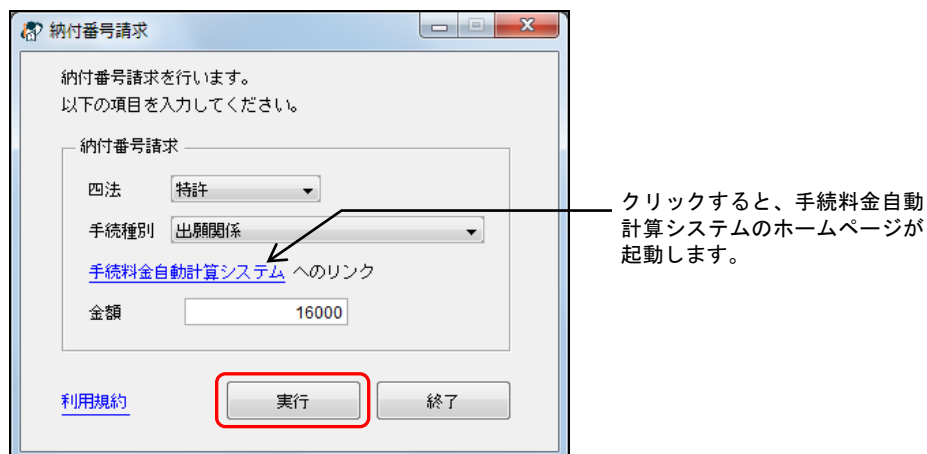 納付番号請求
納付番号請求を行います。
以下の項目を入力してください。
納付番号請求
四法 特許
手続種別 出願関係
手続料金自動計算システム へのリンク
金額 16000
利用規約 実行 終了
クリックすると、手続料金自動
計算システムのホームページが
起動します。